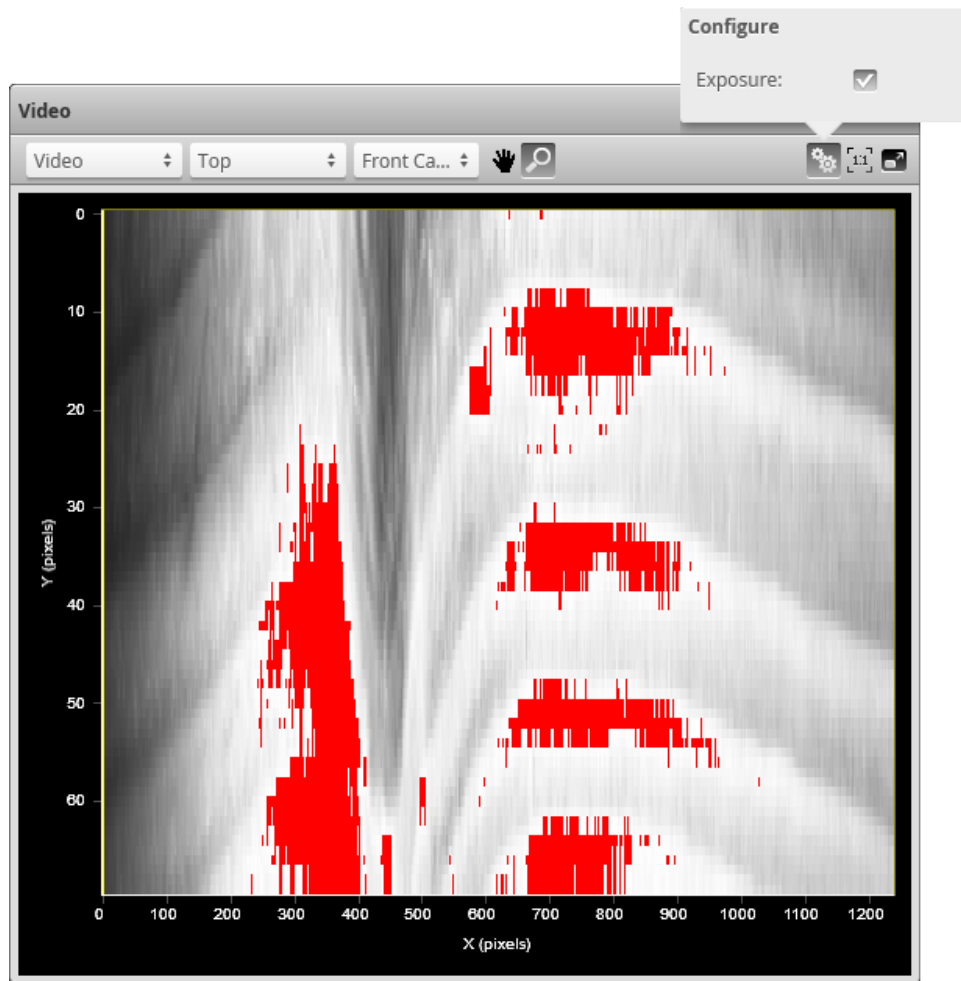 Configure
Exposure:
Video
Video Top Front Ca... 1:1
0
10
20
30
40
50
60
Y (pixels)
0 100 200 300 400 500 600 700 800 900 1000 1100 1200
X (pixels)